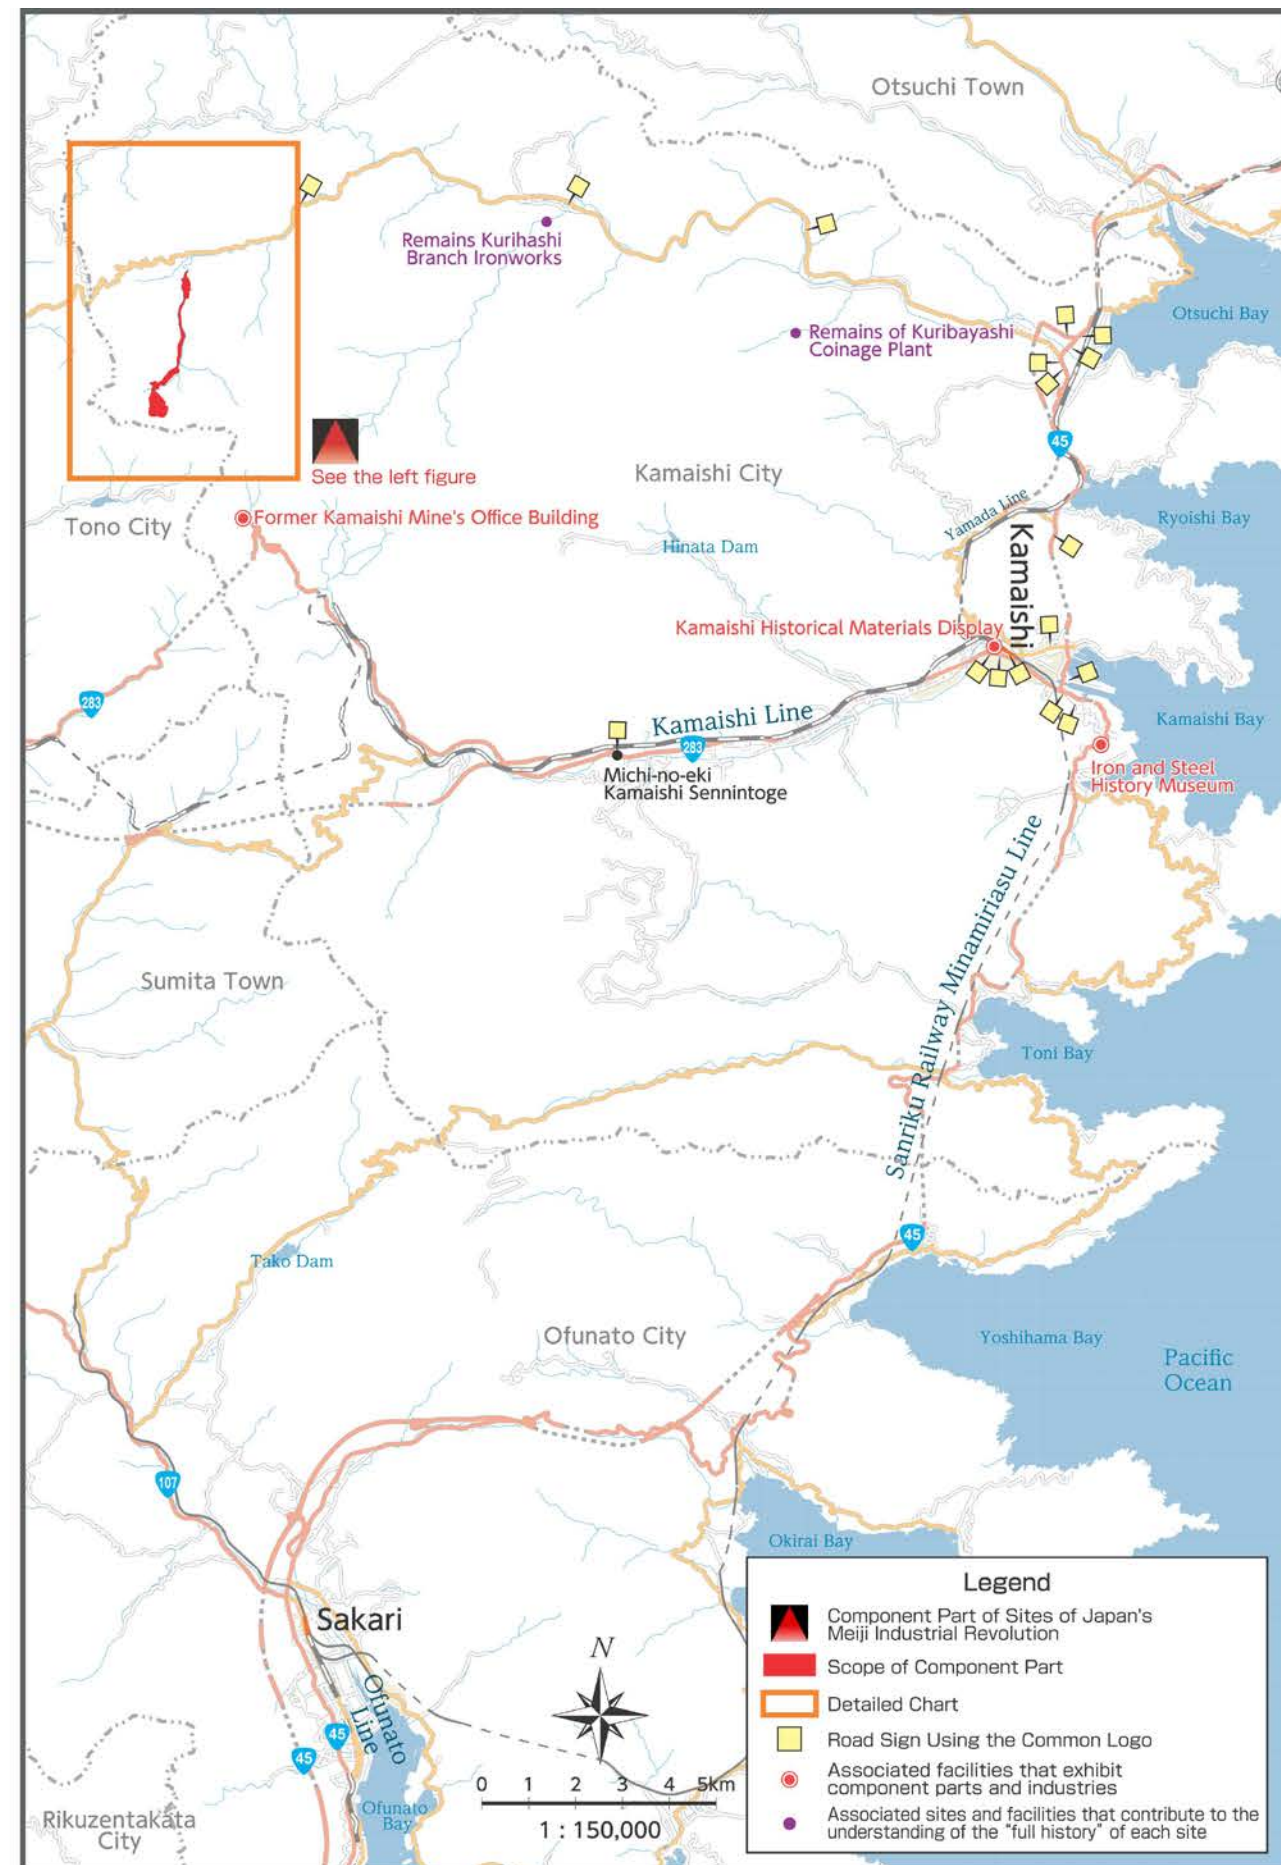 Otsuchi Town
Remains Kurihashi
Branch Ironworks
Otsuchi Bay
Remains of Kuribayashi
Coinage Plant
45
See the left figure
Kamaishi City
Tono City
Former Kamaishi Mine's Office Building
Ryoishi Bay
Yamada Line
Hinata Dam
Kamaishi
Kamaishi Historical Materials Display
283
Kamaishi Line
283
Kamaishi Bay
Michi-no-eki
Kamaishi Sennintoge
Iron and Steel
History Museum
Sanriku Railway Minamiriasu Line
Sumita Town
Toni Bay
45
Tako Dam
Ofunato City
Yoshihama Bay
Pacific
Ocean
107
Okirai Bay
Sakari
Ofunato
Line
45
45
Ofunato
Bay
Rikuzentakata
City
N
0 1 2 3 4 5km
1 : 150,000
Legend
Component Part of Sites of Japan's
Meiji Industrial Revolution
Scope of Component Part
Detailed Chart
Road Sign Using the Common Logo
Associated facilities that exhibit
component parts and industries
Associated sites and facilities that contribute to the
understanding of the "full history" of each site